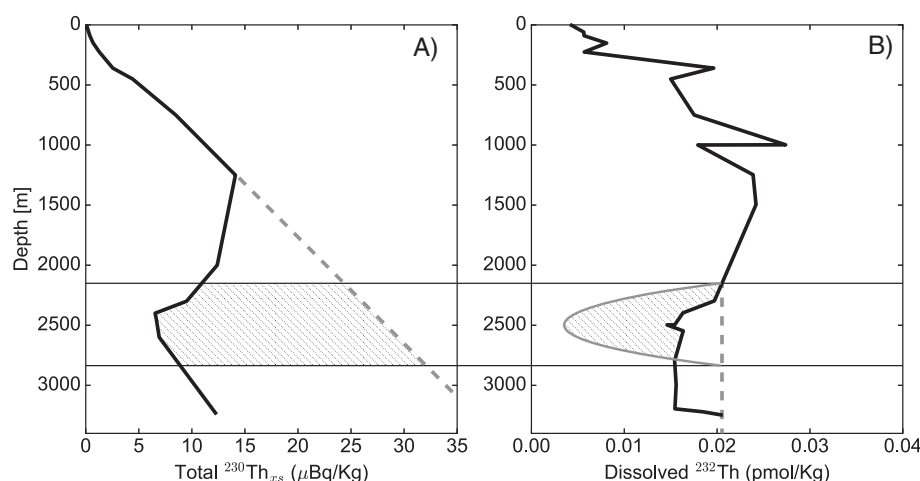 A)
B)
0
500
1000
1500
2000
2500
3000
Depth [m]
0 5 10 15 20 25 30 35
Total ²³⁰Thₓₛ (μBq/Kg)
0
500
1000
1500
2000
2500
3000
0.00 0.01 0.02 0.03 0.04
Dissolved ²³²Th (pmol/Kg)